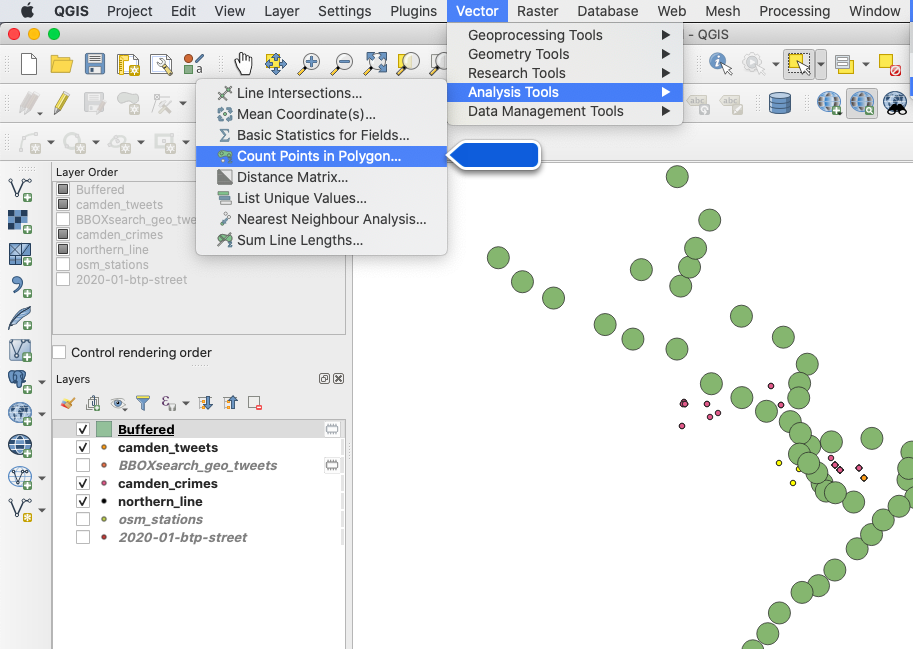 QGIS Project Edit View Layer Settings Plugins Vector Raster Database Web Mesh Processing Window
- QGIS
Geoprocessing Tools
Geometry Tools
Research Tools
Analysis Tools
Data Management Tools
Line Intersections...
Mean Coordinate(s)...
Basic Statistics for Fields...
Count Points in Polygon...
Distance Matrix...
List Unique Values...
Nearest Neighbour Analysis...
Sum Line Lengths...
abc abc
Layer Order
Buffered
camden_tweets
BBOXsearch_geo_twe
camden_crimes
northern_line
osm_stations
2020-01-btp-street
Control rendering order
Layers
Buffered
camden_tweets
BBOXsearch_geo_tweets
camden_crimes
northern_line
osm_stations
2020-01-btp-street